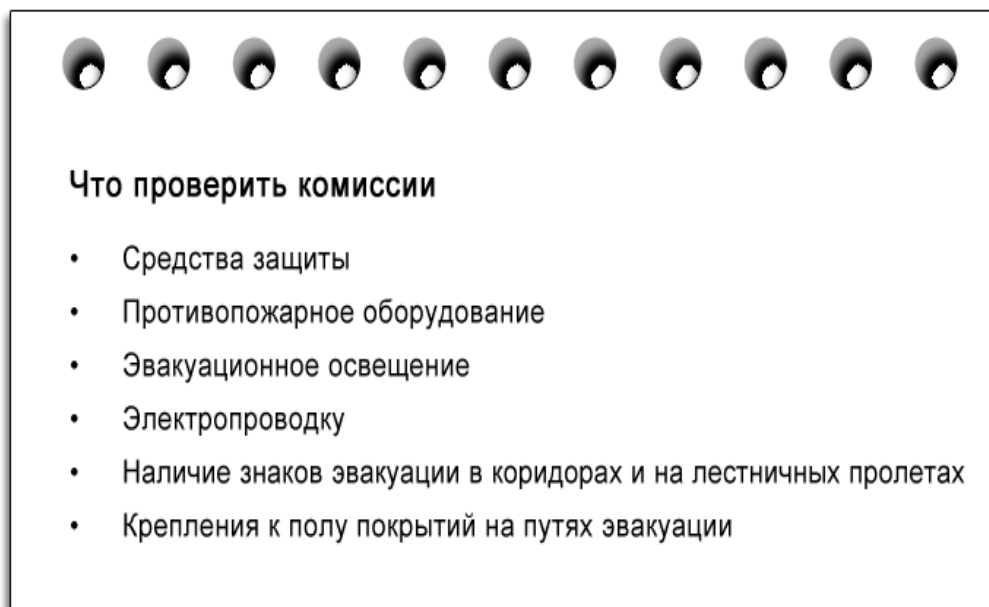 Что проверить комиссии
• Средства защиты
• Противопожарное оборудование
• Эвакуационное освещение
• Электропроводку
• Наличие знаков эвакуации в коридорах и на лестничных пролетах
• Крепления к полу покрытий на путях эвакуации